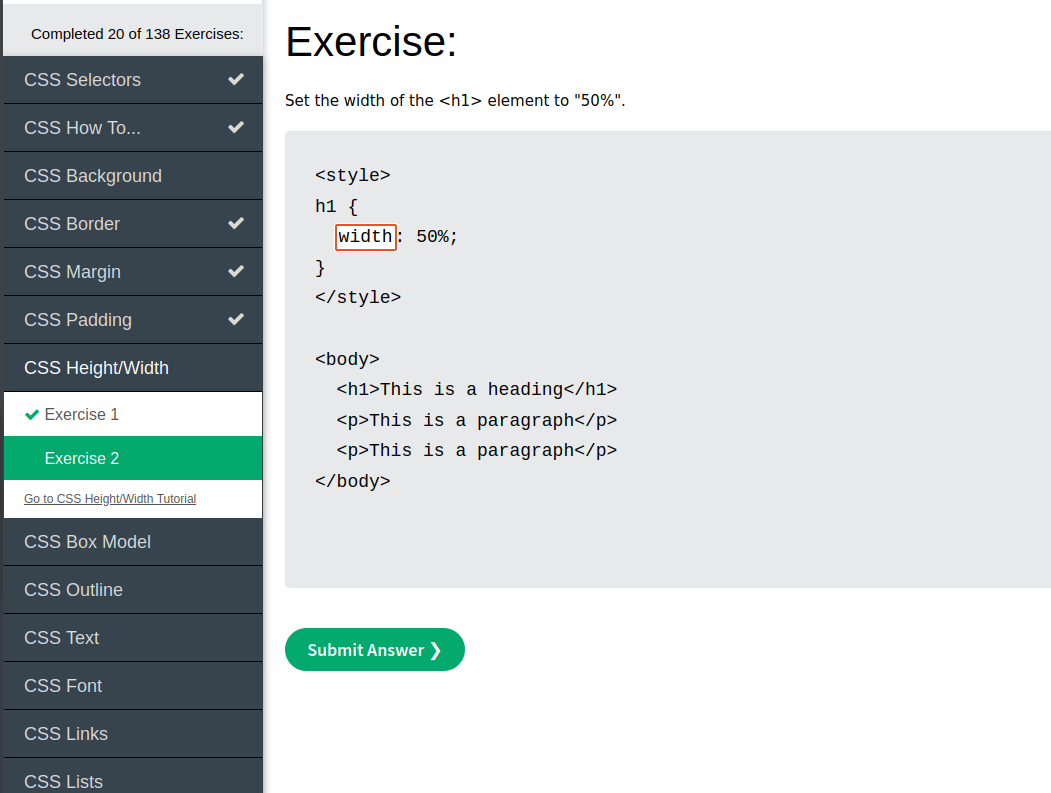 Completed 20 of 138 Exercises:
CSS Selectors
CSS How To...
CSS Background
CSS Border
CSS Margin
CSS Padding
CSS Height/Width
Exercise 1
Exercise 2
Go to CSS Height/Width Tutorial
CSS Box Model
CSS Outline
CSS Text
CSS Font
CSS Links
CSS Lists
Exercise:
Set the width of the <h1> element to "50%".
<style>
h1 {
  width: 50%;
}
</style>

<body>
  <h1>This is a heading</h1>
  <p>This is a paragraph</p>
  <p>This is a paragraph</p>
</body>
Submit Answer ❯